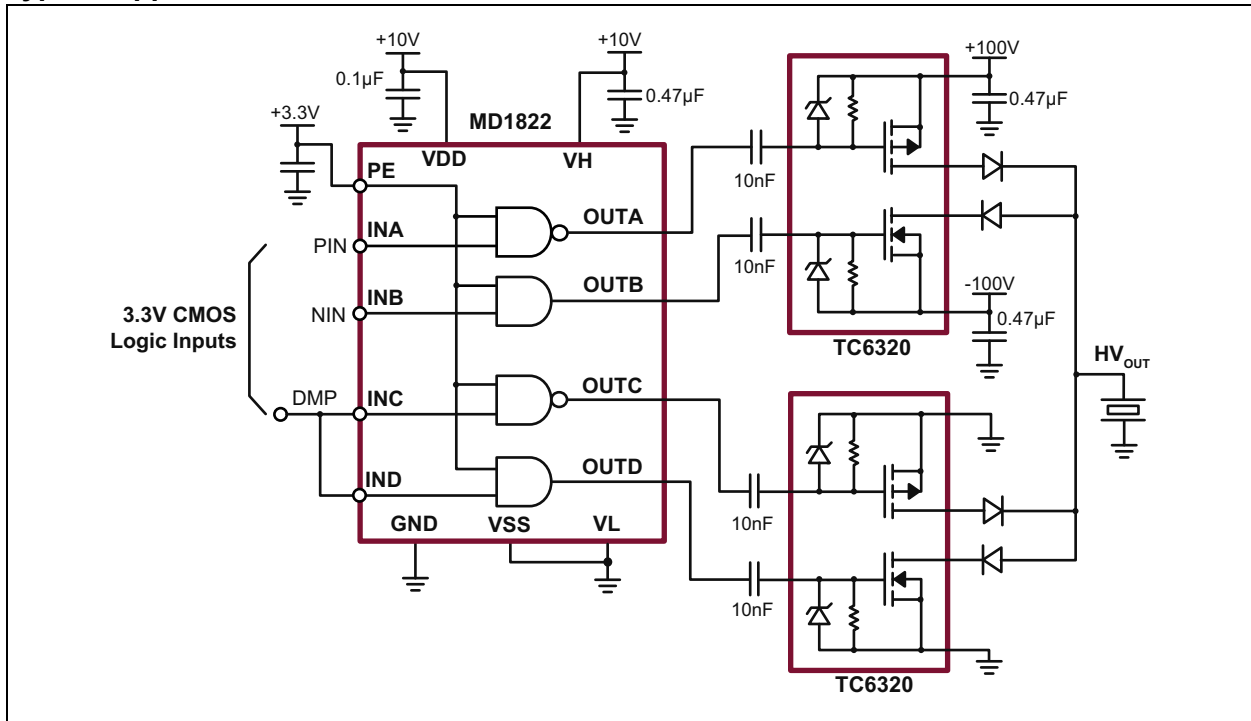 +10V
+10V
+100V
0.1µF
0.47µF
0.47µF
+3.3V
MD1822
VDD
VH
PE
10nF
OUTA
INA
PIN
10nF
OUTB
INB
NIN
-100V
3.3V CMOS
Logic Inputs
0.47µF
TC6320
HVOUT
DMP
INC
OUTC
OUTD
IND
10nF
GND
VSS
VL
10nF
TC6320